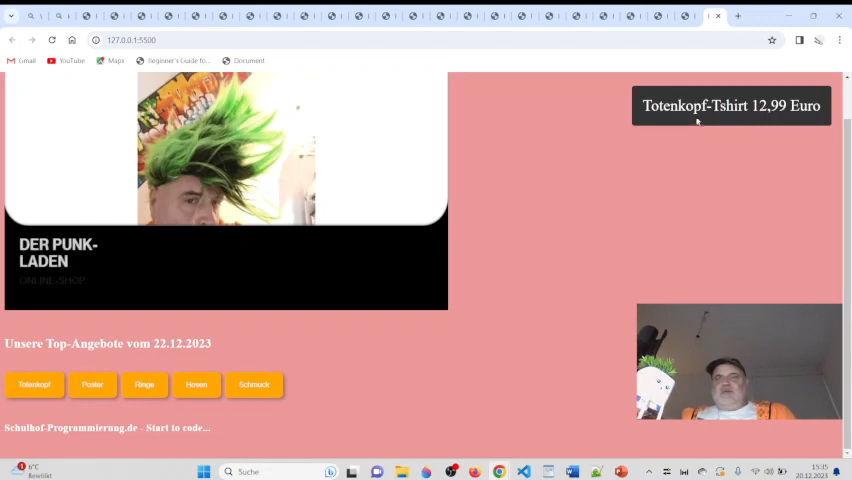 127.0.0.1:5500
Gmail
YouTube
Maps
Beginner's Guide fo...
Document
Totenkopf-Tshirt 12,99 Euro
DER PUNK-
LADEN
ONLINE-SHOP
Unsere Top-Angebote vom 22.12.2023
Totenkopf
Poster
Ringe
Hosen
Schmuck
Schulhof-Programmierung.de - Start to code...
6°C
Bewölkt
Suche
15:35
20.12.2023